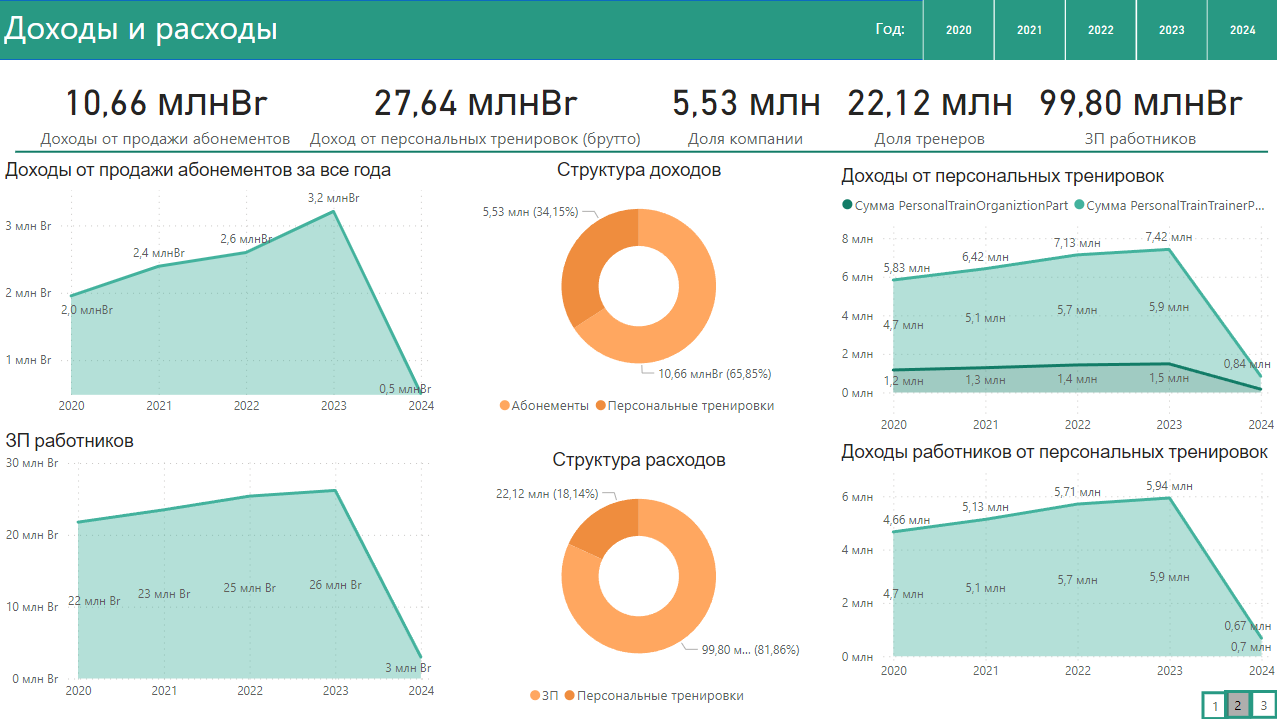 Доходы и расходы
Год:
2020
2021
2022
2023
2024
10,66 млнBr
Доходы от продажи абонементов
27,64 млнBr
Доход от персональных тренировок (брутто)
5,53 млн
Доля компании
22,12 млн
Доля тренеров
99,80 млнBr
ЗП работников
Доходы от продажи абонементов за все года
3 млн Br
2 млн Br
1 млн Br
2,0 млнBr
2,4 млнBr
2,6 млнBr
3,2 млнBr
0,5 млнBr
2020
2021
2022
2023
2024
Структура доходов
5,53 млн (34,15%)
10,66 млнBr (65,85%)
Абонементы
Персональные тренировки
Доходы от персональных тренировок
Сумма PersonalTrainOrganiztionPart
Сумма PersonalTrainTrainerP...
8 млн
6 млн
4 млн
2 млн
0 млн
5,83 млн
6,42 млн
7,13 млн
7,42 млн
0,84 млн
4,7 млн
5,1 млн
5,7 млн
5,9 млн
1,2 млн
1,3 млн
1,4 млн
1,5 млн
2020
2021
2022
2023
2024
ЗП работников
30 млн Br
20 млн Br
10 млн Br
0 млн Br
22 млн Br
23 млн Br
25 млн Br
26 млн Br
3 млн Br
2020
2021
2022
2023
2024
Структура расходов
22,12 млн (18,14%)
99,80 м... (81,86%)
ЗП
Персональные тренировки
Доходы работников от персональных тренировок
6 млн
4 млн
2 млн
0 млн
4,66 млн
5,13 млн
5,71 млн
5,94 млн
0,67 млн
4,7 млн
5,1 млн
5,7 млн
5,9 млн
0,7 млн
2020
2021
2022
2023
2024
1
2
3